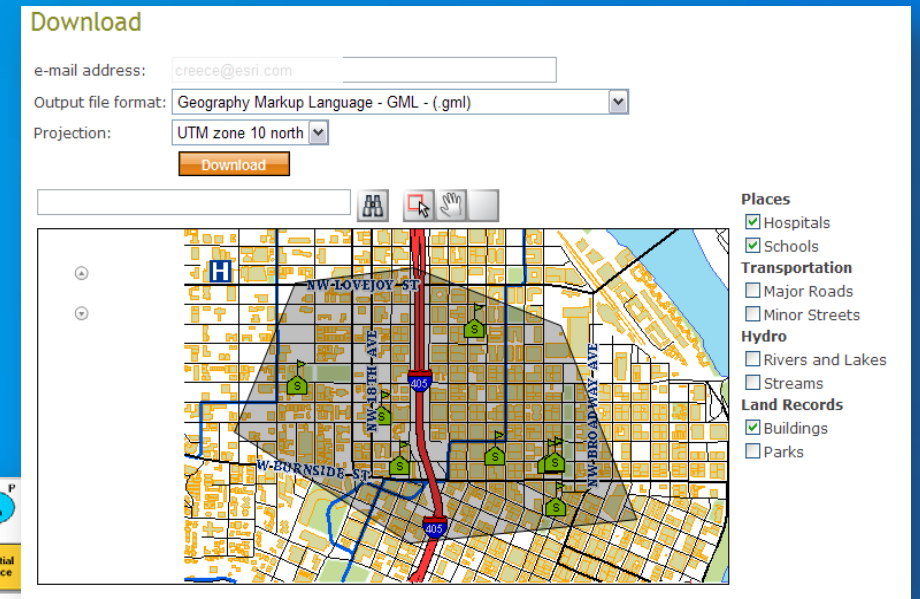 Download
e-mail address: creece@esri.com
Output file format: Geography Markup Language - GML - (.gml)
Projection: UTM zone 10 north
Download
Places
Hospitals
Schools
Transportation
Major Roads
Minor Streets
Hydro
Rivers and Lakes
Streams
Land Records
Buildings
Parks
H
NW-LOVEJOY-ST
S
NW-18TH-AVE
405
S
S
NW-BROADWAY-AVE
W-BURNSIDE-ST
S
S
S
S
405
P
tial
ce